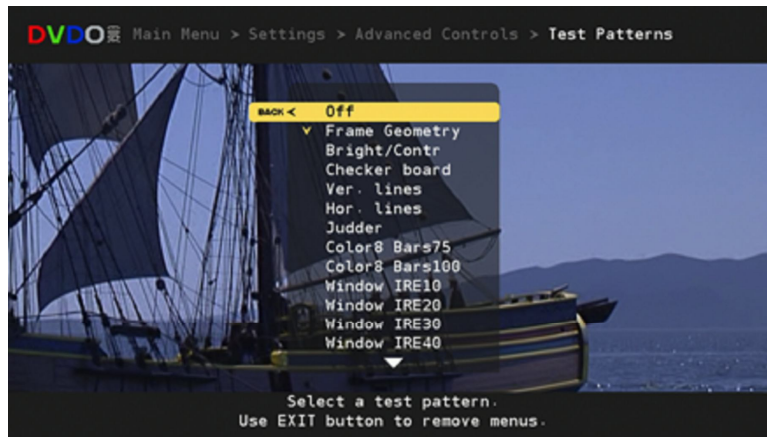 DVDO Main Menu > Settings > Advanced Controls > Test Patterns
BACK < Off
Frame Geometry
Bright/Contr
Checker board
Ver. lines
Hor. lines
Judder
Color8 Bars75
Color8 Bars100
Window IRE10
Window IRE20
Window IRE30
Window IRE40
Select a test pattern.
Use EXIT button to remove menus.